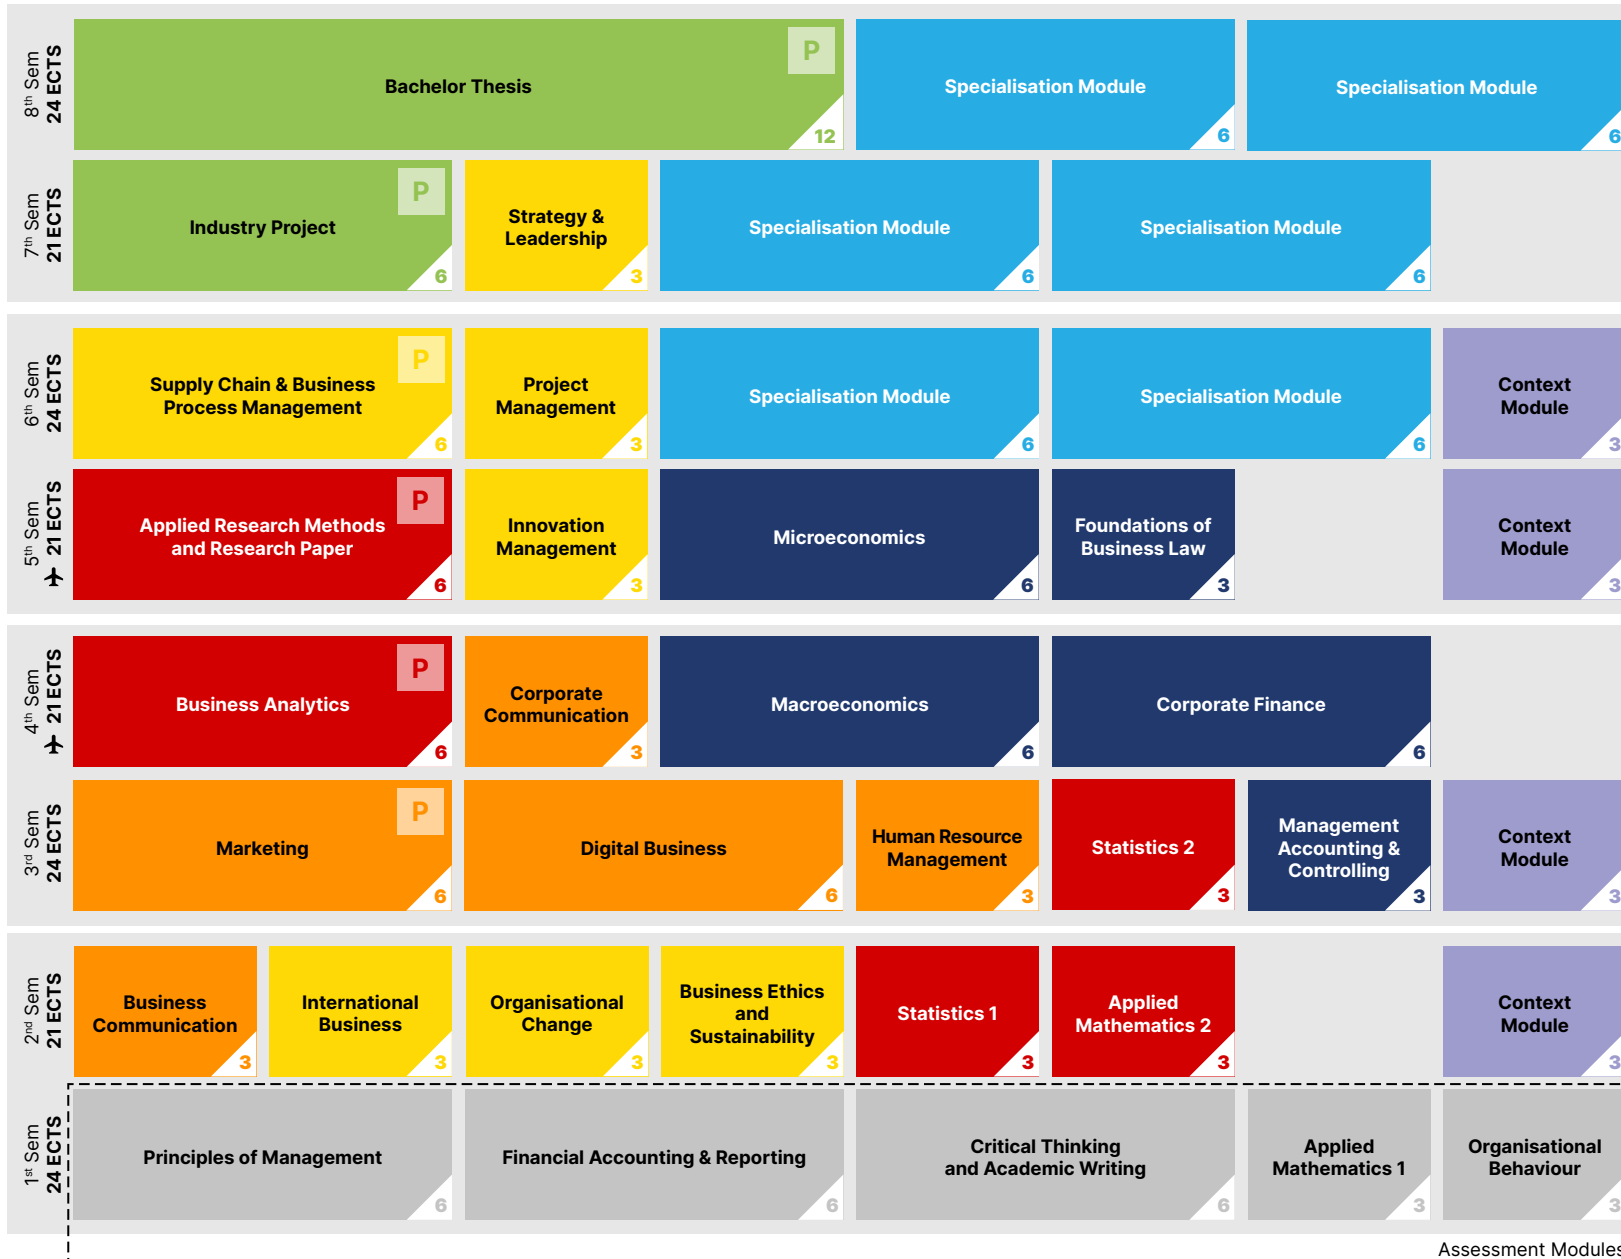 8th Sem
24 ECTS
Bachelor Thesis
P
12
Specialisation Module
6
Specialisation Module
6
7th Sem
21 ECTS
Industry Project
P
6
Strategy &
Leadership
3
Specialisation Module
6
Specialisation Module
6
6th Sem
24 ECTS
Supply Chain & Business
Process Management
P
6
Project
Management
3
Specialisation Module
6
Specialisation Module
6
Context
Module
3
5th Sem
21 ECTS
Applied Research Methods
and Research Paper
P
6
Innovation
Management
3
Microeconomics
6
Foundations of
Business Law
3
Context
Module
3
4th Sem
21 ECTS
Business Analytics
P
6
Corporate
Communication
3
Macroeconomics
6
Corporate Finance
6
3rd Sem
24 ECTS
Marketing
P
6
Digital Business
6
Human Resource
Management
3
Statistics 2
3
Management
Accounting &
Controlling
3
Context
Module
3
2nd Sem
21 ECTS
Business
Communication
3
International
Business
3
Organisational
Change
3
Business Ethics
and
Sustainability
3
Statistics 1
3
Applied
Mathematics 2
3
Context
Module
3
1st Sem
24 ECTS
Principles of Management
6
Financial Accounting & Reporting
6
Critical Thinking
and Academic Writing
6
Applied
Mathematics 1
3
Organisational
Behaviour
3
Assessment Modules